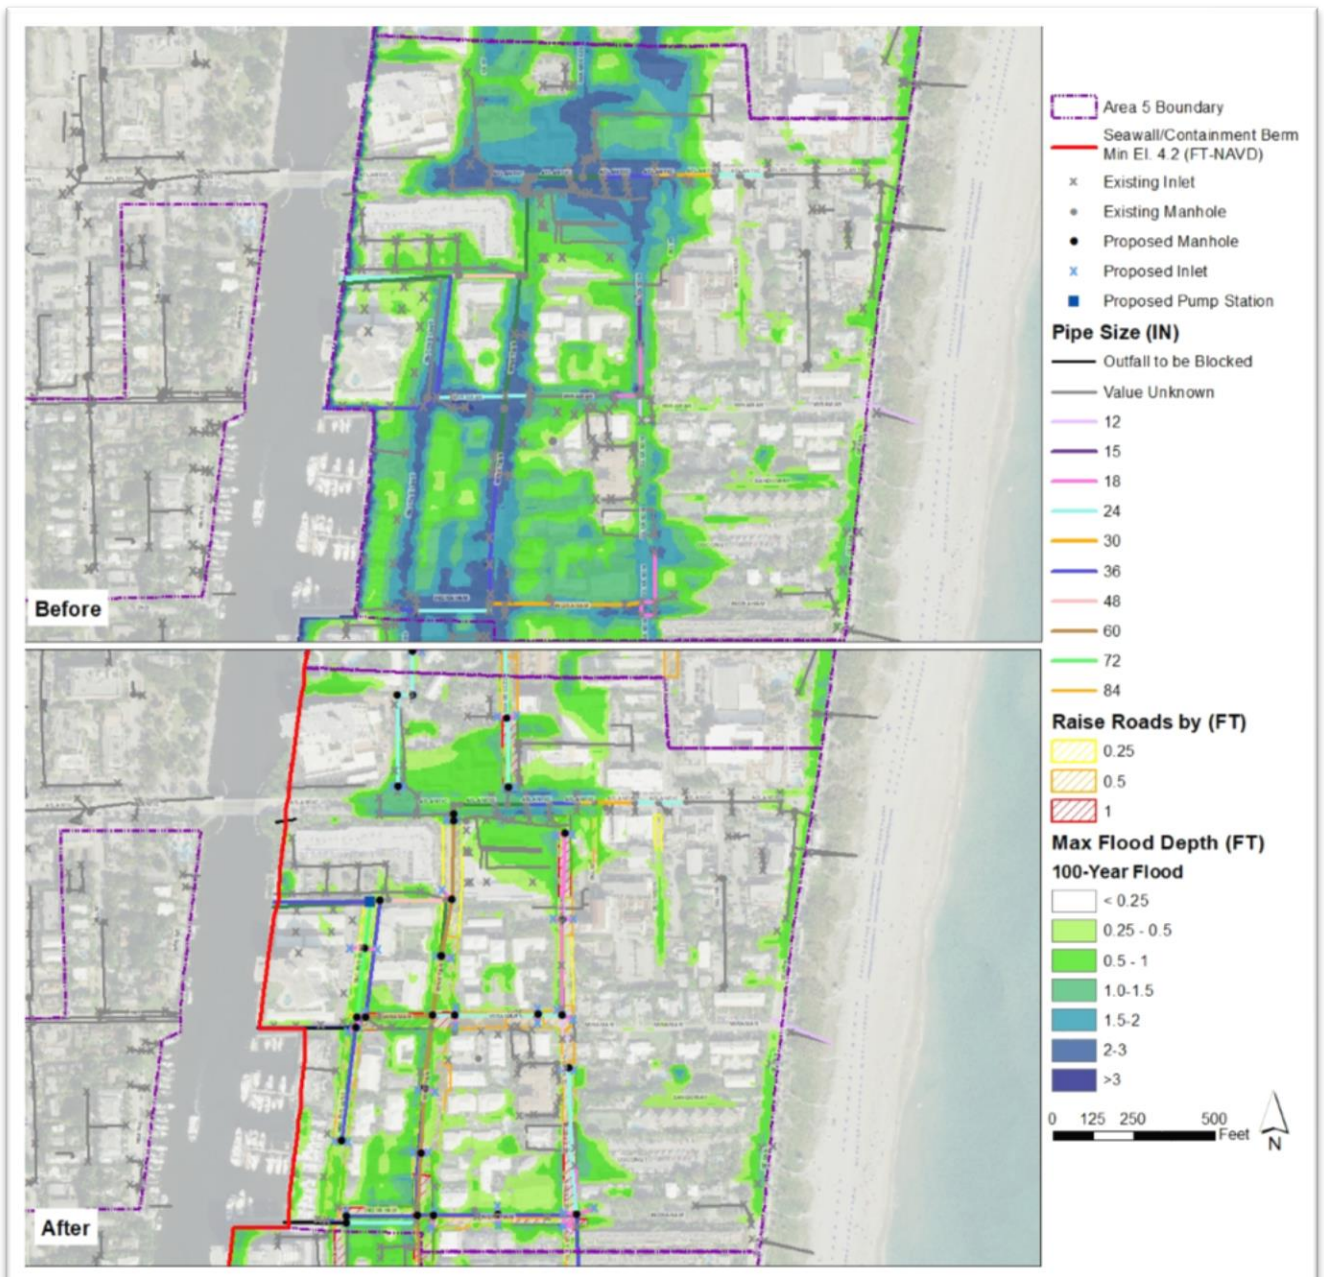 Before
After
Area 5 Boundary
Seawall/Containment Berm
Min El. 4.2 (FT-NAVD)
Existing Inlet
Existing Manhole
Proposed Manhole
Proposed Inlet
Proposed Pump Station
Pipe Size (IN)
Outfall to be Blocked
Value Unknown
12
15
18
24
30
36
48
60
72
84
Raise Roads by (FT)
0.25
0.5
1
Max Flood Depth (FT)
100-Year Flood
< 0.25
0.25 - 0.5
0.5 - 1
1.0-1.5
1.5-2
2-3
>3
0 125 250 500
Feet
N